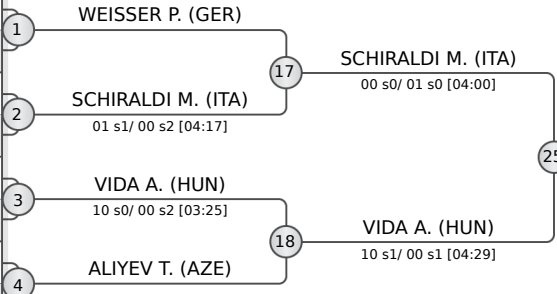 WEISSER P. (GER)
1
17
SCHIRALDI M. (ITA)
00 s0/ 01 s0 [04:00]
SCHIRALDI M. (ITA)
2
01 s1/ 00 s2 [04:17]
25
VIDA A. (HUN)
3
10 s0/ 00 s2 [03:25]
18
VIDA A. (HUN)
10 s1/ 00 s1 [04:29]
ALIYEV T. (AZE)
4